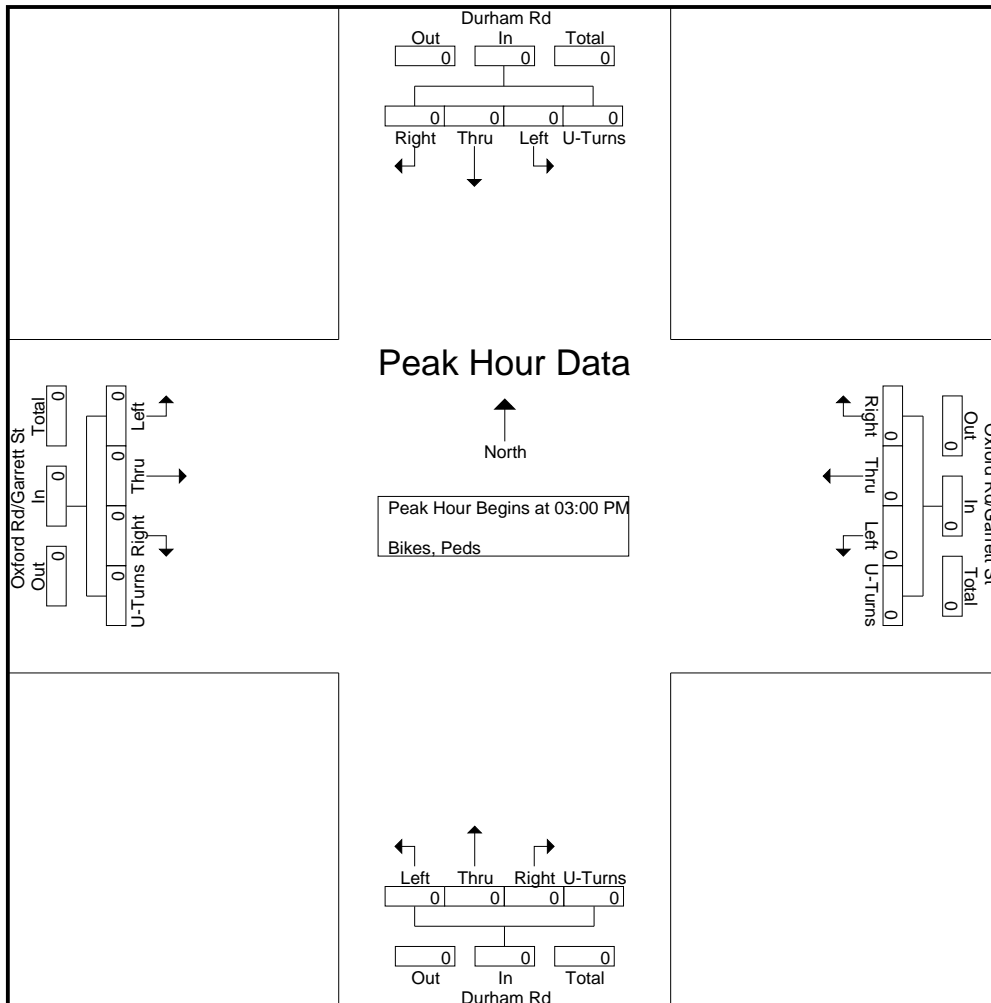 Durham Rd
Out In Total
0 0 0
0 0 0 0
Right Thru Left U-Turns
Peak Hour Data
North
Peak Hour Begins at 03:00 PM
Bikes, Peds
Oxford Rd/Garrett St
Total In Out
0 0 0
0 0 0 0
Left Thru Right U-Turns
Right Thru Left U-Turns
0 0 0 0
0 0 0
Out In Total
Oxford Rd/Garrett St
Left Thru Right U-Turns
0 0 0 0
0 0 0
Out In Total
Durham Rd